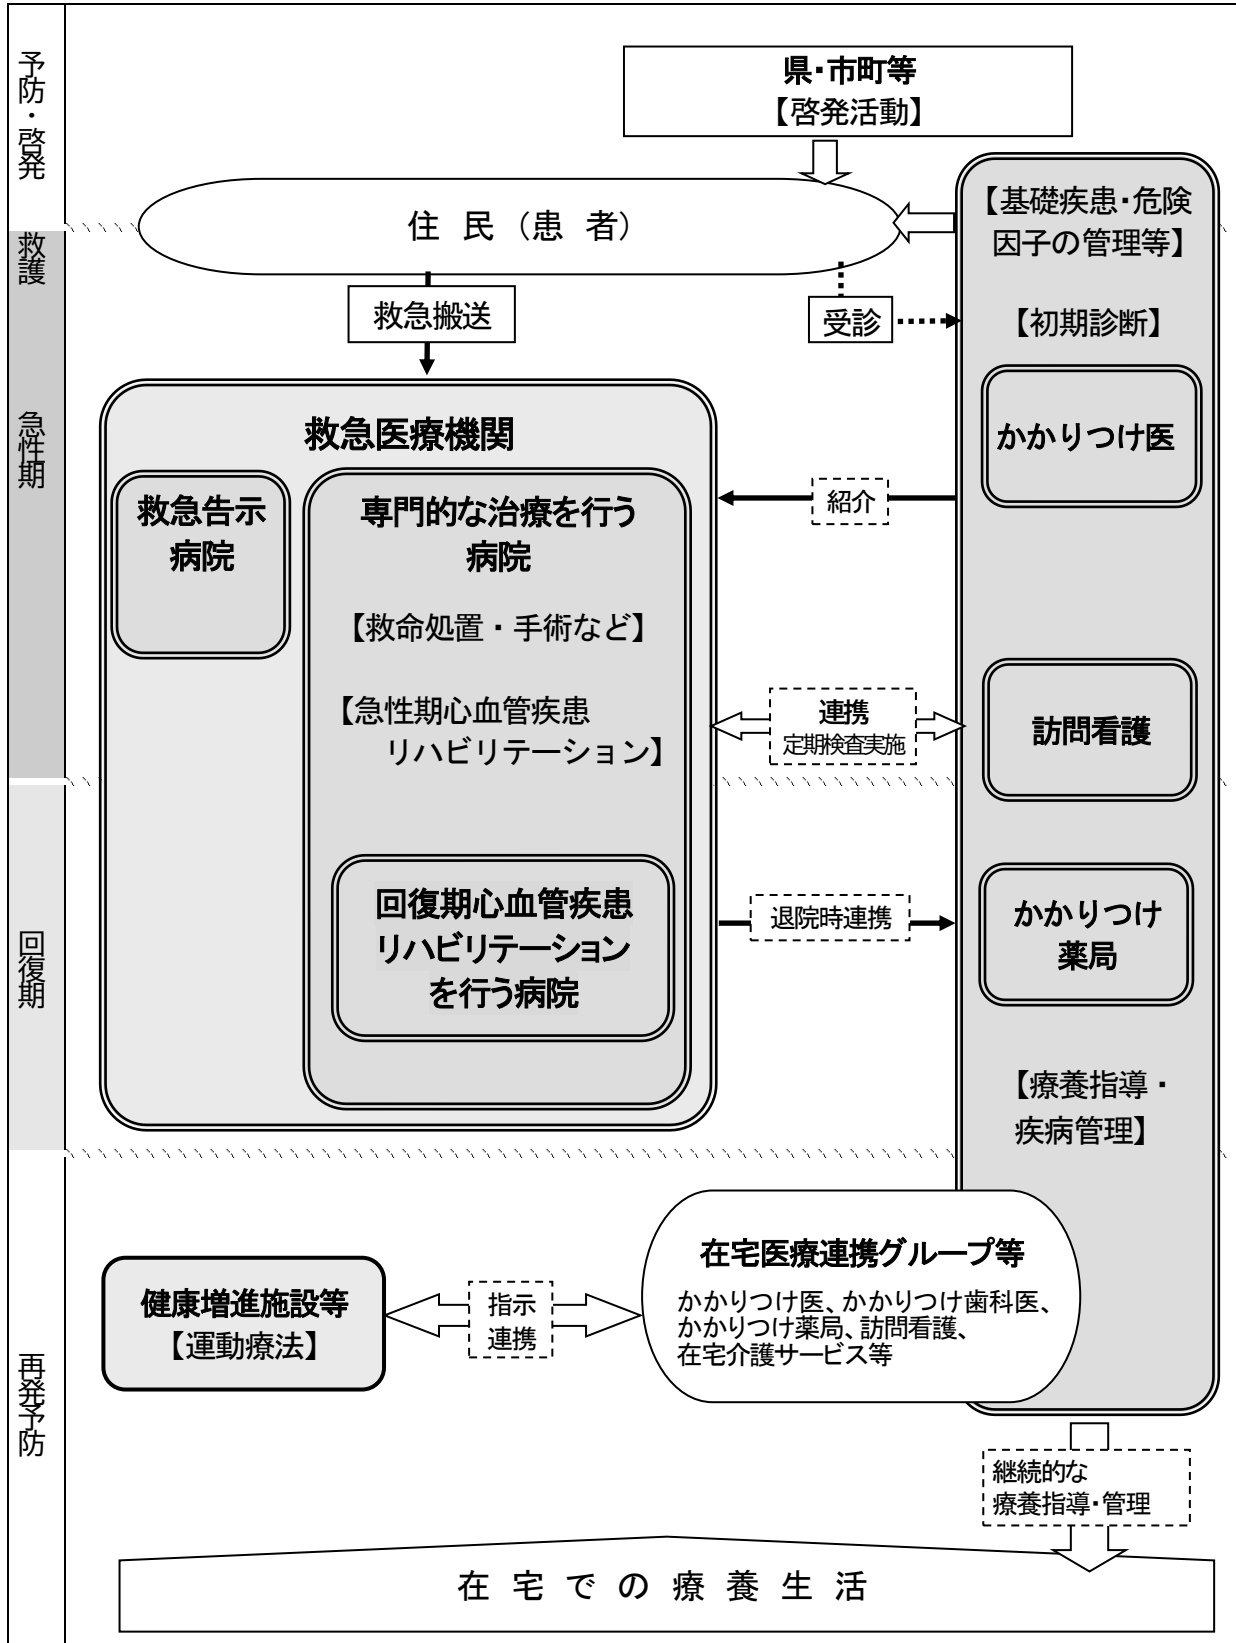 予防・啓発
救護
急性期
回復期
再発予防
県・市町等
【啓発活動】
住 民 （患 者）
救急搬送
受診
【基礎疾患・危険
因子の管理等】
【初期診断】
かかりつけ医
救急医療機関
救急告示
病院
専門的な治療を行う
病院
【救命処置・手術など】
【急性期心血管疾患
リハビリテーション】
紹介
連携
定期検査実施
訪問看護
回復期心血管疾患
リハビリテーション
を行う病院
退院時連携
かかりつけ
薬局
【療養指導・
疾病管理】
健康増進施設等
【運動療法】
指示
連携
在宅医療連携グループ等
かかりつけ医、かかりつけ歯科医、
かかりつけ薬局、訪問看護、
在宅介護サービス等
継続的な
療養指導・管理
在 宅 で の 療 養 生 活